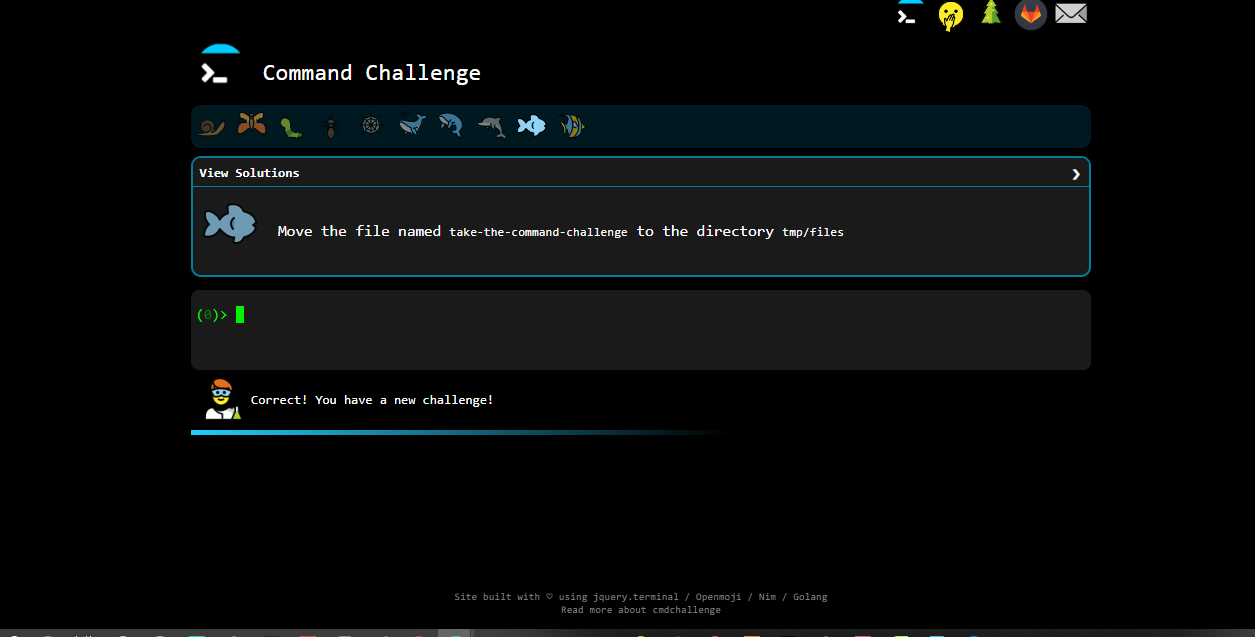 Command Challenge
View Solutions
Move the file named take-the-command-challenge to the directory tmp/files
(0)>
Correct! You have a new challenge!
Site built with ♡ using jquery.terminal / Openmoji / Nim / Golang
Read more about cmdchallenge